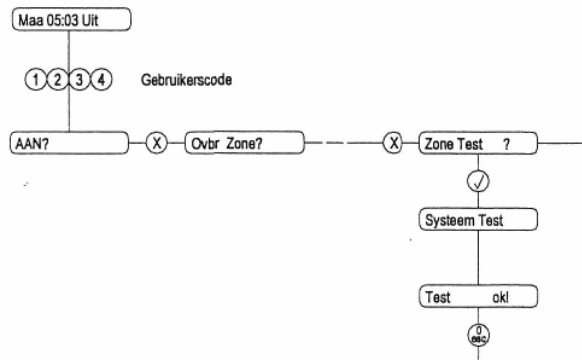 Maa 05:03 Uit
1 2 3 4 Gebruikerscode
AAN? X Ovbr Zone? X Zone Test ?
√
Systeem Test
Test ok!
0
esc